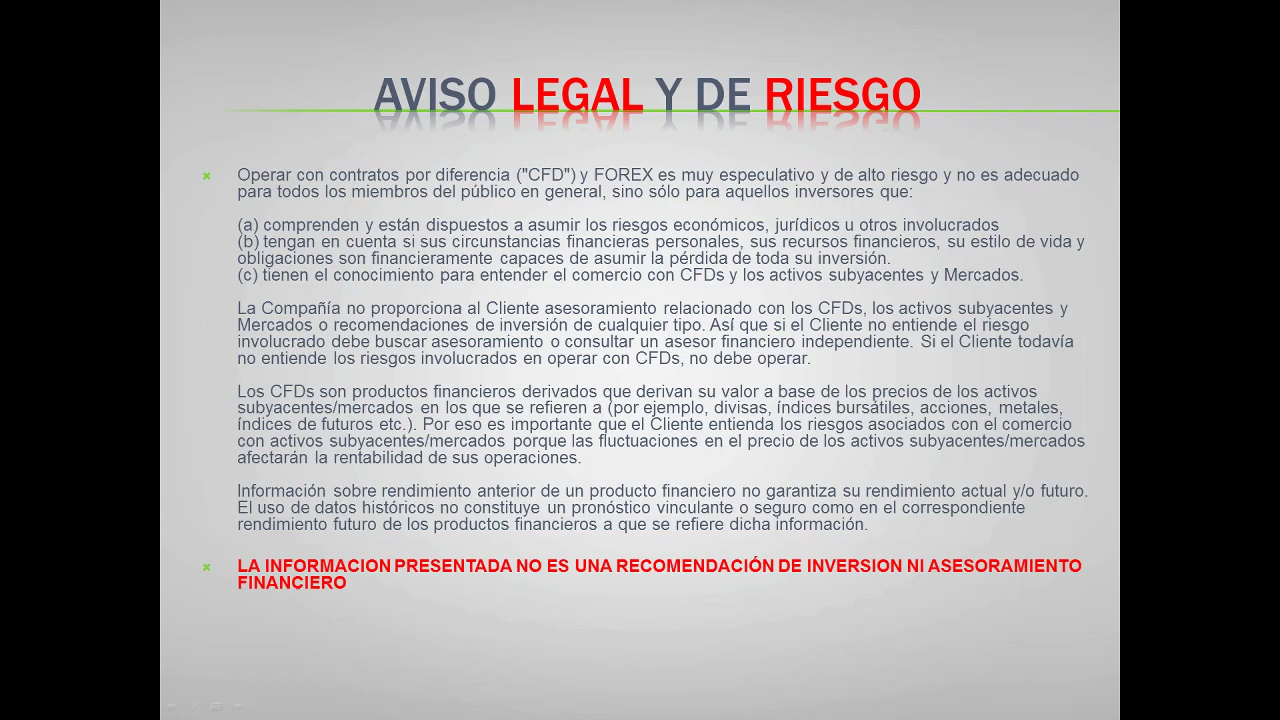 AVISO LEGAL Y DE RIESGO
Operar con contratos por diferencia ("CFD") y FOREX es muy especulativo y de alto riesgo y no es adecuado
para todos los miembros del público en general, sino sólo para aquellos inversores que:
(a) comprenden y están dispuestos a asumir los riesgos económicos, jurídicos u otros involucrados
(b) tengan en cuenta si sus circunstancias financieras personales, sus recursos financieros, su estilo de vida y
obligaciones son financieramente capaces de asumir la pérdida de toda su inversión.
(c) tienen el conocimiento para entender el comercio con CFDs y los activos subyacentes y Mercados.
La Compañía no proporciona al Cliente asesoramiento relacionado con los CFDs, los activos subyacentes y
Mercados o recomendaciones de inversión de cualquier tipo. Así que si el Cliente no entiende el riesgo
involucrado debe buscar asesoramiento o consultar un asesor financiero independiente. Si el Cliente todavía
no entiende los riesgos involucrados en operar con CFDs, no debe operar.
Los CFDs son productos financieros derivados que derivan su valor a base de los precios de los activos
subyacentes/mercados en los que se refieren a (por ejemplo, divisas, índices bursátiles, acciones, metales,
índices de futuros etc.). Por eso es importante que el Cliente entienda los riesgos asociados con el comercio
con activos subyacentes/mercados porque las fluctuaciones en el precio de los activos subyacentes/mercados
afectarán la rentabilidad de sus operaciones.
Información sobre rendimiento anterior de un producto financiero no garantiza su rendimiento actual y/o futuro.
El uso de datos históricos no constituye un pronóstico vinculante o seguro como en el correspondiente
rendimiento futuro de los productos financieros a que se refiere dicha información.
LA INFORMACION PRESENTADA NO ES UNA RECOMENDACIÓN DE INVERSION NI ASESORAMIENTO
FINANCIERO